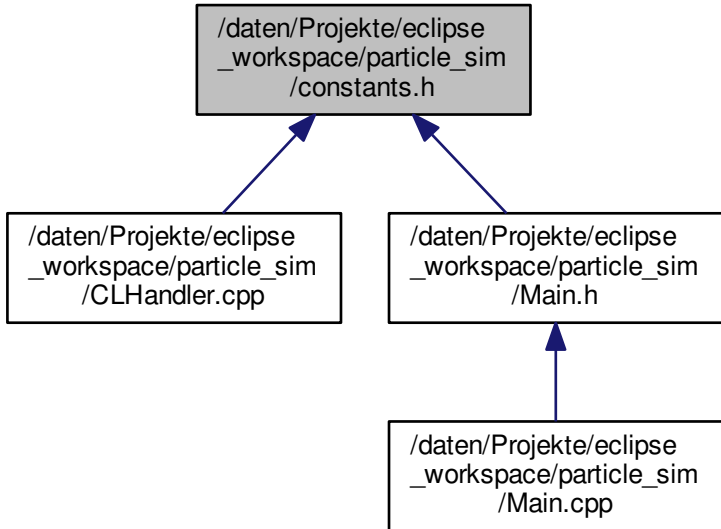 /daten/Projekte/eclipse
_workspace/particle_sim
/constants.h
/daten/Projekte/eclipse
_workspace/particle_sim
/CLHandler.cpp
/daten/Projekte/eclipse
_workspace/particle_sim
/Main.h
/daten/Projekte/eclipse
_workspace/particle_sim
/Main.cpp